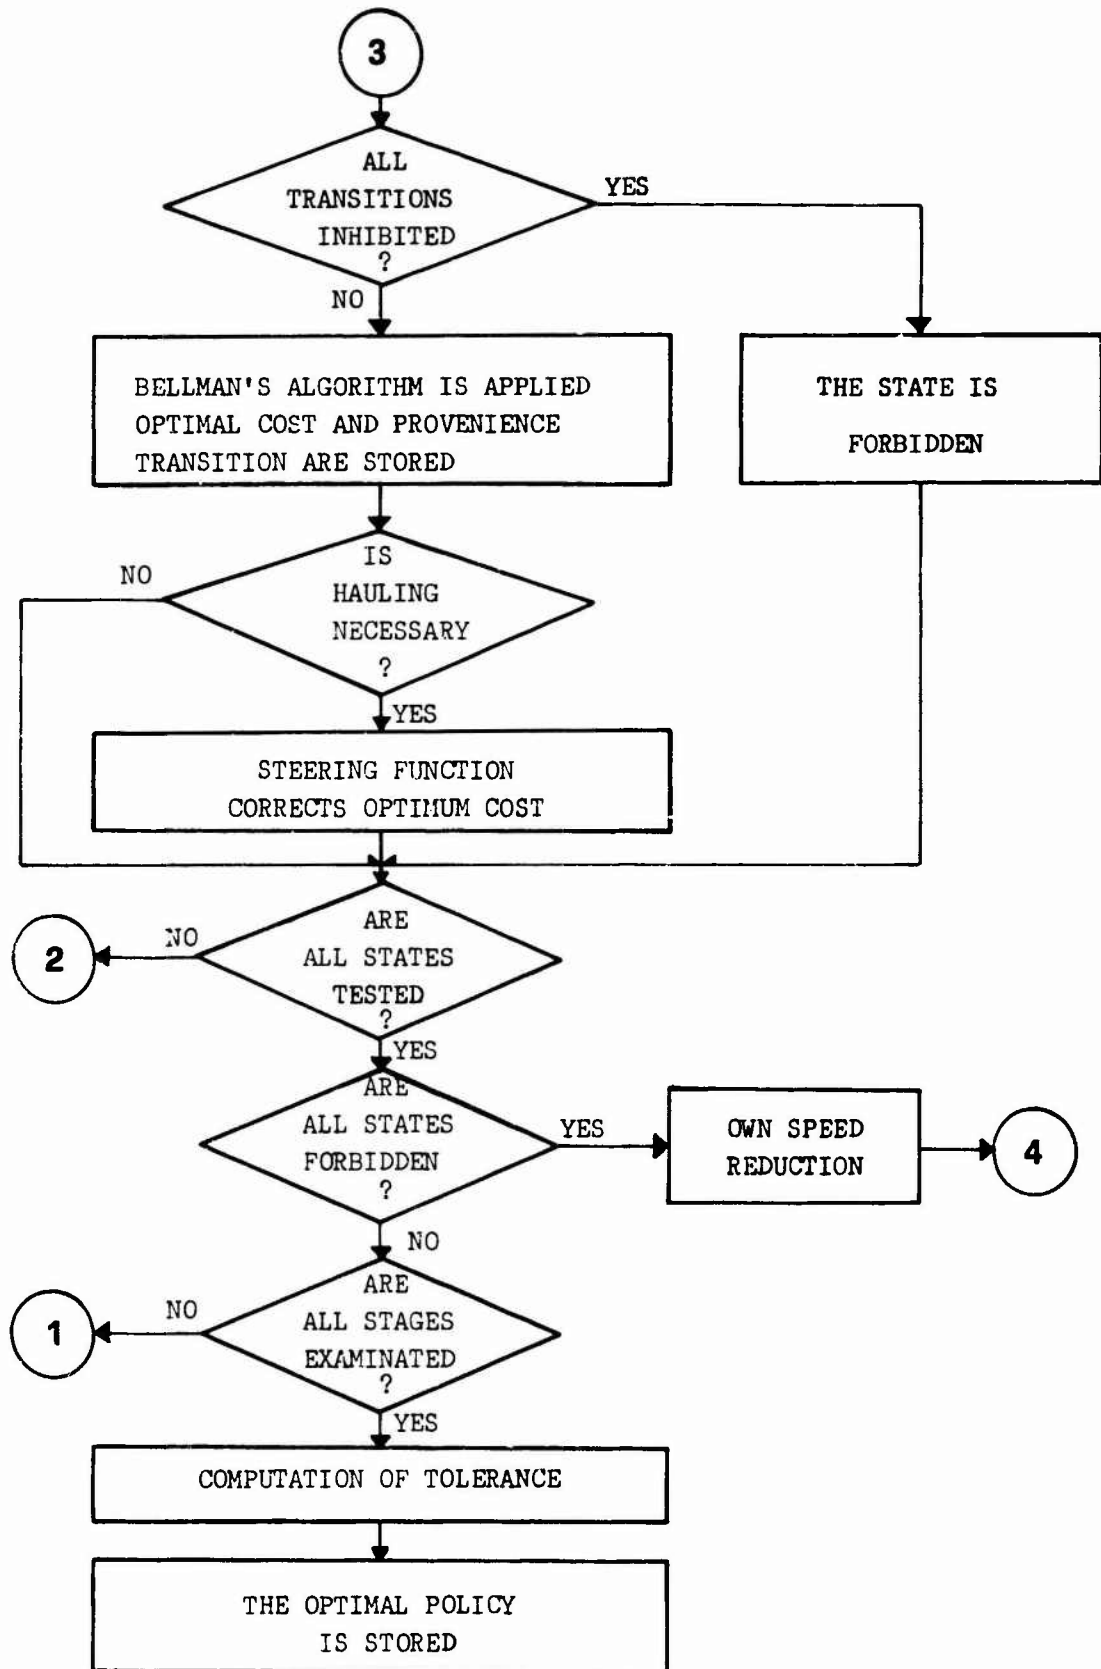 3
ALL
TRANSITIONS
INHIBITED
?
YES
NO
BELLMAN'S ALGORITHM IS APPLIED
OPTIMAL COST AND PROVENIENCE
TRANSITION ARE STORED
THE STATE IS
FORBIDDEN
IS
HAULING
NECESSARY
?
NO
YES
STEERING FUNCTION
CORRECTS OPTIMUM COST
ARE
ALL STATES
TESTED
?
NO
2
YES
ARE
ALL STATES
FORBIDDEN
?
YES
OWN SPEED
REDUCTION
4
NO
ARE
ALL STAGES
EXAMINATED
?
NO
1
YES
COMPUTATION OF TOLERANCE
THE OPTIMAL POLICY
IS STORED